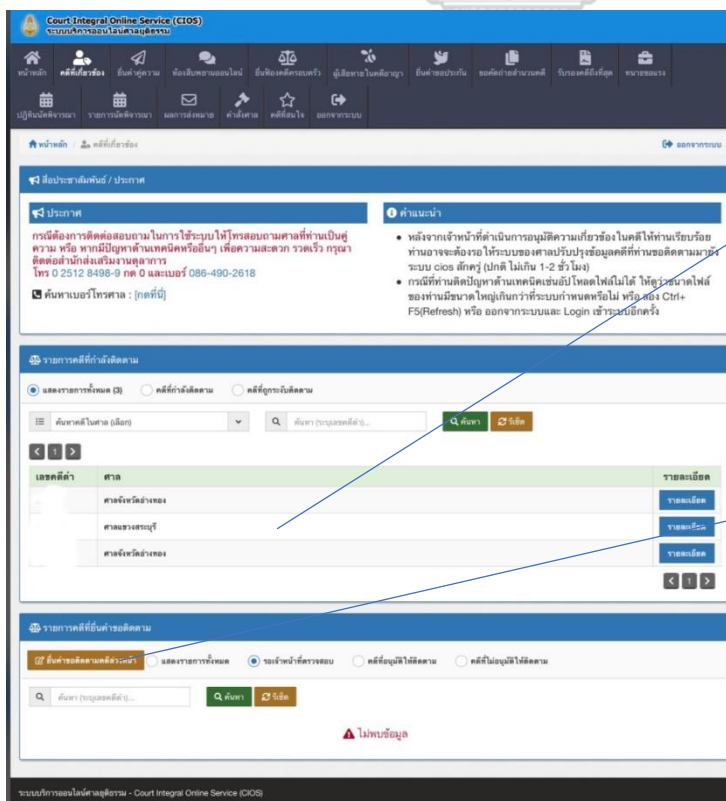 Court Integral Online Service (CIOS)
ระบบบริการออนไลน์ศาลยุติธรรม
หน้าหลัก คดีที่เกี่ยวข้อง ยื่นคำคู่ความ ห้องสืบพยานออนไลน์ ยื่นฟ้องคดีครอบครัว ผู้เสียหายในคดีอาญา ยื่นคำขอประกัน ขอคัดถ่ายสำนวนคดี รับรองคดีถึงที่สุด ทนายขอแรง
ปฏิทินนัดพิจารณา รายการนัดพิจารณา ผลการส่งหมาย คำสั่งศาล คดีที่สนใจ ออกจากระบบ
หน้าหลัก / คดีที่เกี่ยวข้อง ออกจากระบบ
สื่อประชาสัมพันธ์ / ประกาศ
ประกาศ
กรณีต้องการติดต่อสอบถามในการใช้ระบบ ให้โทรสอบถามศาลที่ท่านเป็นคู่
ความ หรือ หากมีปัญหาด้านเทคนิคหรืออื่นๆ เพื่อความสะดวก รวดเร็ว กรุณา
ติดต่อสำนักส่งเสริมงานตุลาการ
โทร 0 2512 8498-9 กด 0 และเบอร์ 086-490-2618
ค้นหาเบอร์โทรศาล : [กดที่นี่]
คำแนะนำ
หลังจากเจ้าหน้าที่ดำเนินการอนุมัติความเกี่ยวข้องในคดีให้ท่านเรียบร้อย
ท่านอาจจะต้องรอให้ระบบของศาลปรับปรุงข้อมูลคดีที่ท่านขอติดตามมายัง
ระบบ cios สักครู่ (ปกติ ไม่เกิน 1-2 ชั่วโมง)
กรณีที่ท่านติดปัญหาด้านเทคนิคเช่นอัปโหลดไฟล์ไม่ได้ ให้ดูว่าขนาดไฟล์
ของท่านมีขนาดใหญ่เกินกว่าที่ระบบกำหนดหรือไม่ หรือ ลอง Ctrl+
F5(Refresh) หรือ ออกจากระบบและ Login เข้าระบบอีกครั้ง
รายการคดีที่กำลังติดตาม
แสดงรายการทั้งหมด (3) คดีที่กำลังติดตาม คดีที่ถูกระงับติดตาม
ค้นหาคดีในศาล (เลือก) ค้นหา (ระบุเลขคดีดำ)... ค้นหา รีเซ็ต
1
เลขคดีดำ ศาล รายละเอียด
ศาลจังหวัดอ่างทอง รายละเอียด
ศาลแขวงสระบุรี รายละเอียด
ศาลจังหวัดอ่างทอง รายละเอียด
1
รายการคดีที่ยื่นคำขอติดตาม
ยื่นคำขอติดตามคดีล่วงหน้า แสดงรายการทั้งหมด รอเจ้าหน้าที่ตรวจสอบ คดีที่อนุมัติให้ติดตาม คดีที่ไม่อนุมัติให้ติดตาม
ค้นหา (ระบุเลขคดีดำ)... ค้นหา รีเซ็ต
ไม่พบข้อมูล
ระบบบริการออนไลน์ศาลยุติธรรม - Court Integral Online Service (CIOS)